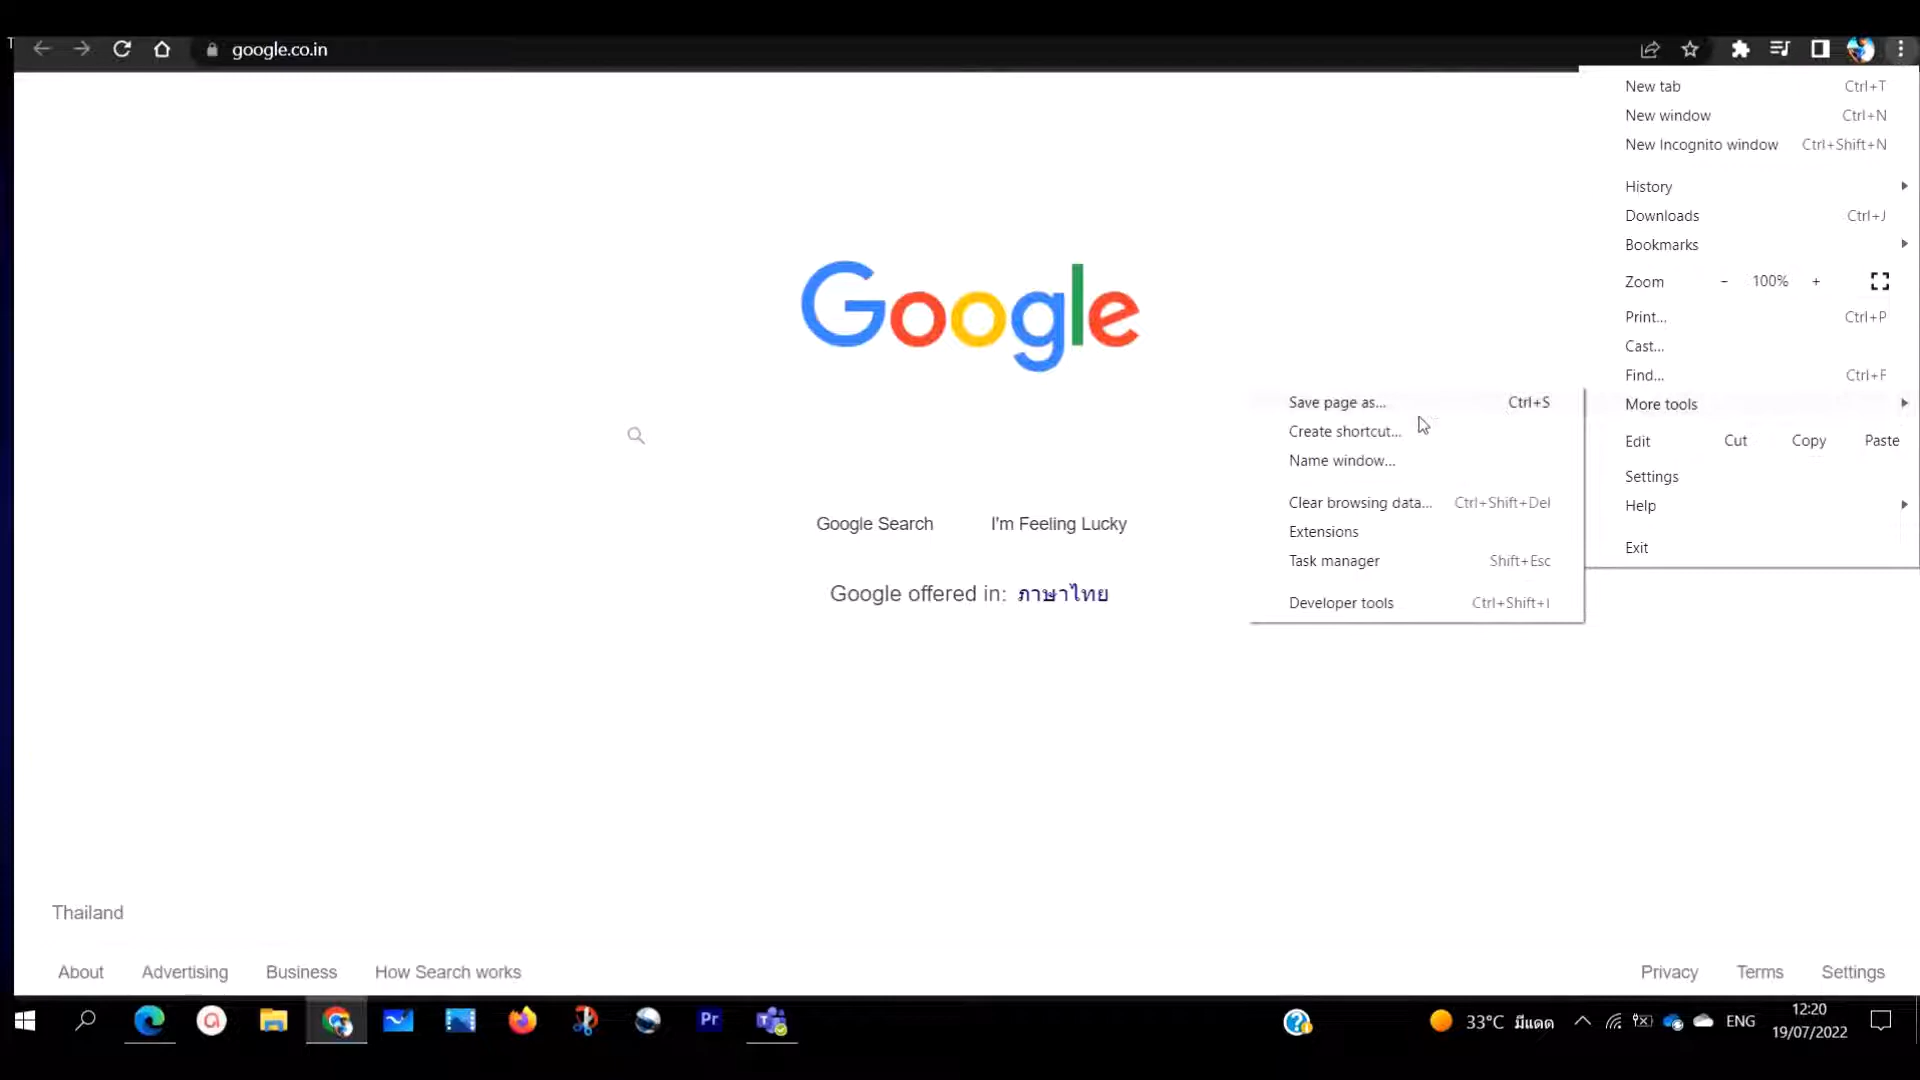 T
google.co.in
New tab Ctrl+T
New window Ctrl+N
New Incognito window Ctrl+Shift+N
History
Downloads Ctrl+J
Bookmarks
Zoom - 100% +
Print... Ctrl+P
Cast...
Find... Ctrl+F
More tools
Edit Cut Copy Paste
Settings
Help
Exit
Save page as... Ctrl+S
Create shortcut...
Name window...
Clear browsing data... Ctrl+Shift+Del
Extensions
Task manager Shift+Esc
Developer tools Ctrl+Shift+I
Google
Google Search I'm Feeling Lucky
Google offered in: ภาษาไทย
Thailand
About Advertising Business How Search works Privacy Terms Settings
Pr
T
33°C มีแดด
ENG
12:20
19/07/2022